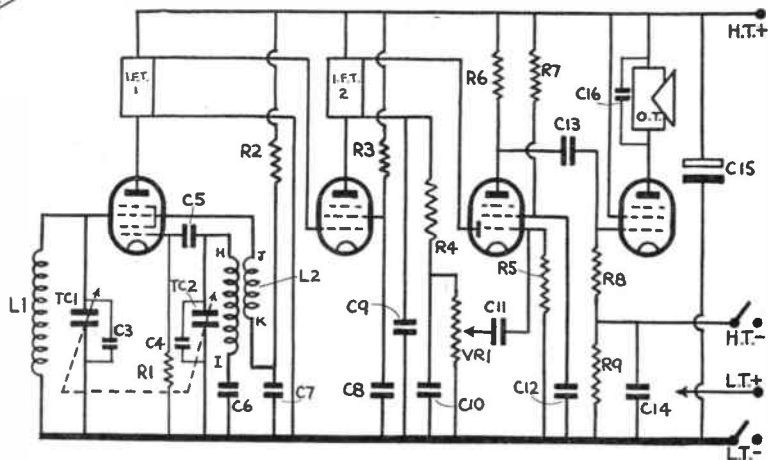 H.T.+
I.F.T.
1
I.F.T.
2
R6
R7
C16
O.T.
C13
R2
R3
C15
C5
R4
L1
TC1
C3
C4
TC2
H
J
L2
K
I
R1
C6
C7
C9
C8
VR1
C11
R5
C10
C12
R8
R9
H.T.-
L.T.+
C14
L.T.-